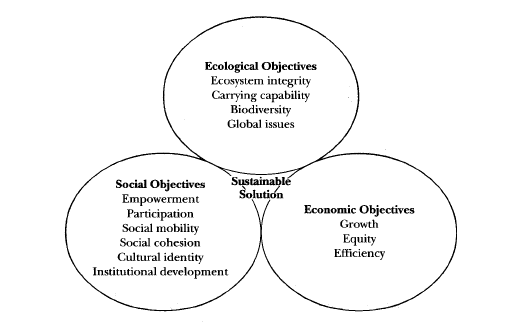 Ecological Objectives
Ecosystem integrity
Carrying capability
Biodiversity
Global issues
Sustainable
Solution
Social Objectives
Empowerment
Participation
Social mobility
Social cohesion
Cultural identity
Institutional development
Economic Objectives
Growth
Equity
Efficiency